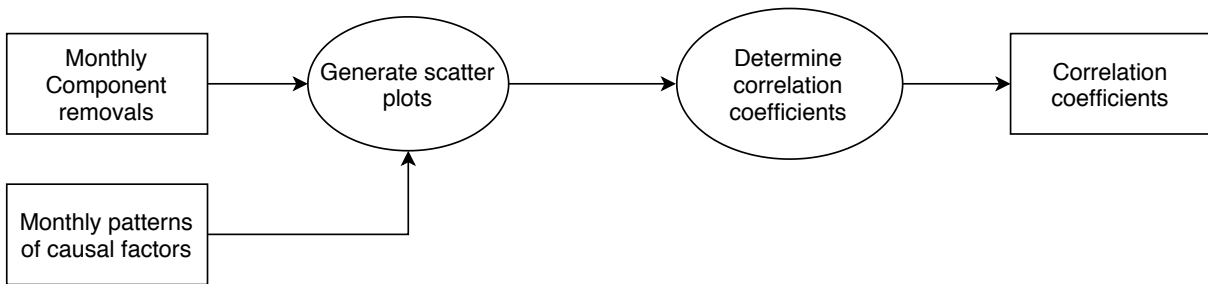 Monthly
Component
removals
Generate scatter
plots
Determine
correlation
coefficients
Correlation
coefficients
Monthly patterns
of causal factors